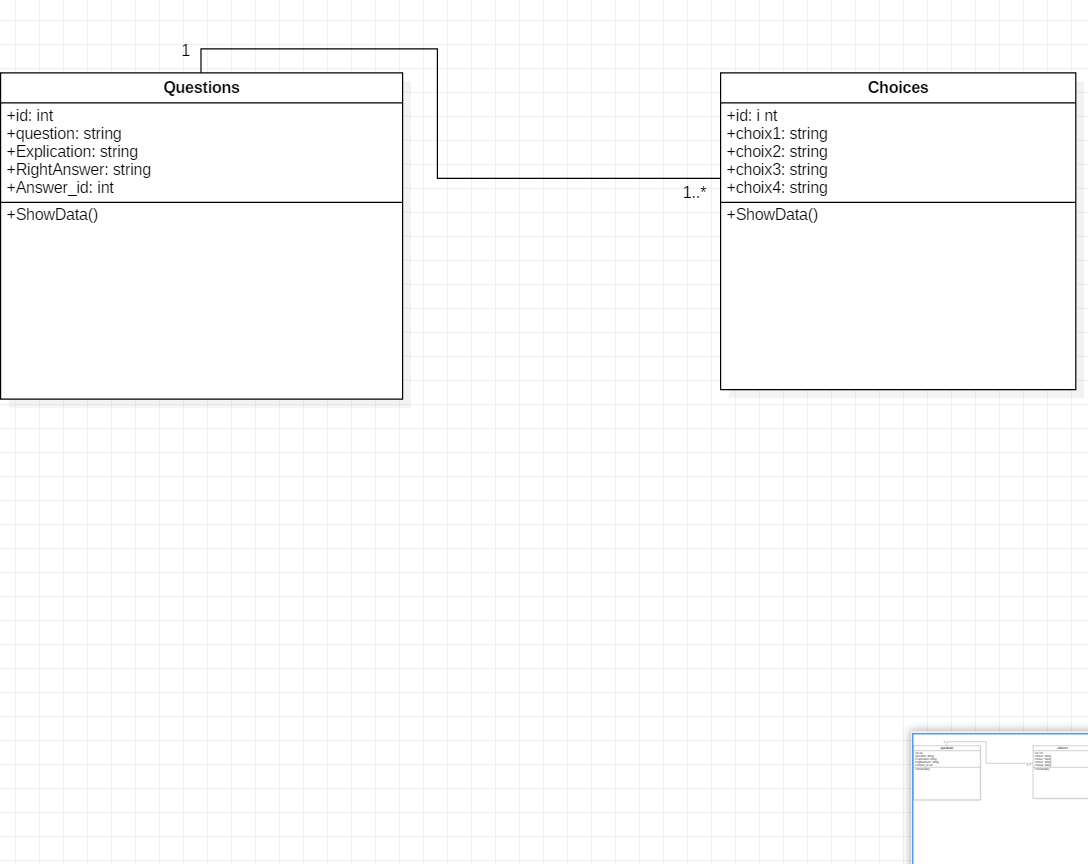 1
Questions
+id: int
+question: string
+Explication: string
+RightAnswer: string
+Answer_id: int
+ShowData()
1..*
Choices
+id: i nt
+choix1: string
+choix2: string
+choix3: string
+choix4: string
+ShowData()